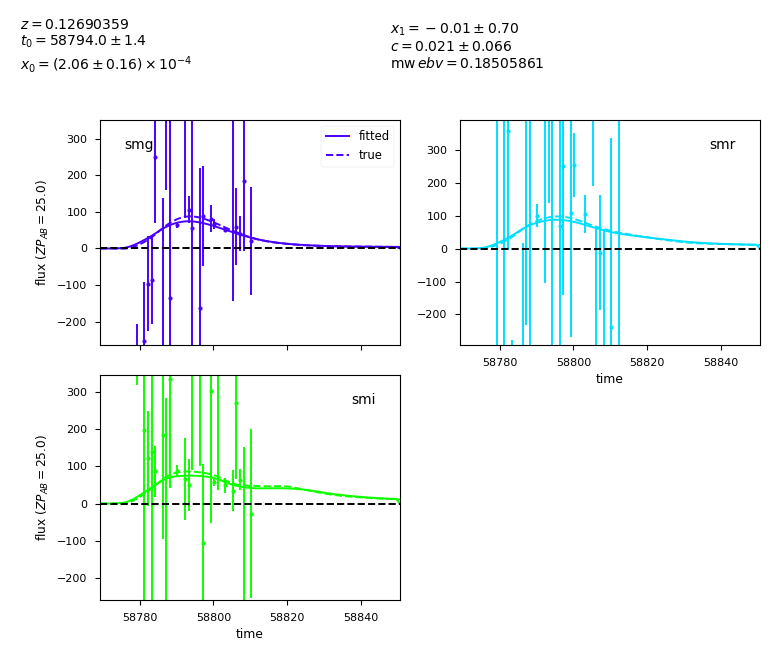 z = 0.12690359
t₀ = 58794.0 ± 1.4
x₀ = (2.06 ± 0.16) × 10⁻⁴
x₁ = −0.01 ± 0.70
c = 0.021 ± 0.066
mw ebv = 0.18505861
smg
fitted
true
300
200
100
0
−100
−200
flux (ZP_AB = 25.0)
smr
300
200
100
0
−100
−200
58780 58800 58820 58840
time
smi
300
200
100
0
−100
−200
flux (ZP_AB = 25.0)
58780 58800 58820 58840
time